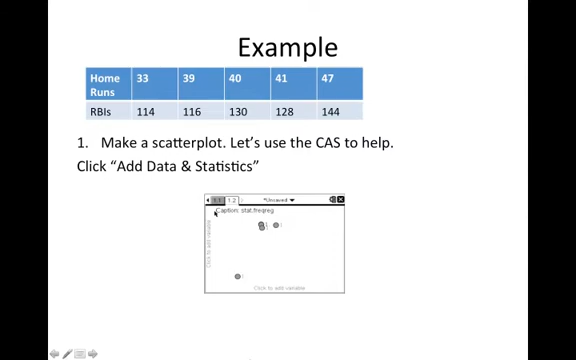 Example
Home Runs 33 39 40 41 47
RBIs 114 116 130 128 144
1. Make a scatterplot. Let's use the CAS to help.
Click "Add Data & Statistics"
1.1 1.2 *Unsaved
Caption: stat.freqreg
Click to add variable
Click to add variable